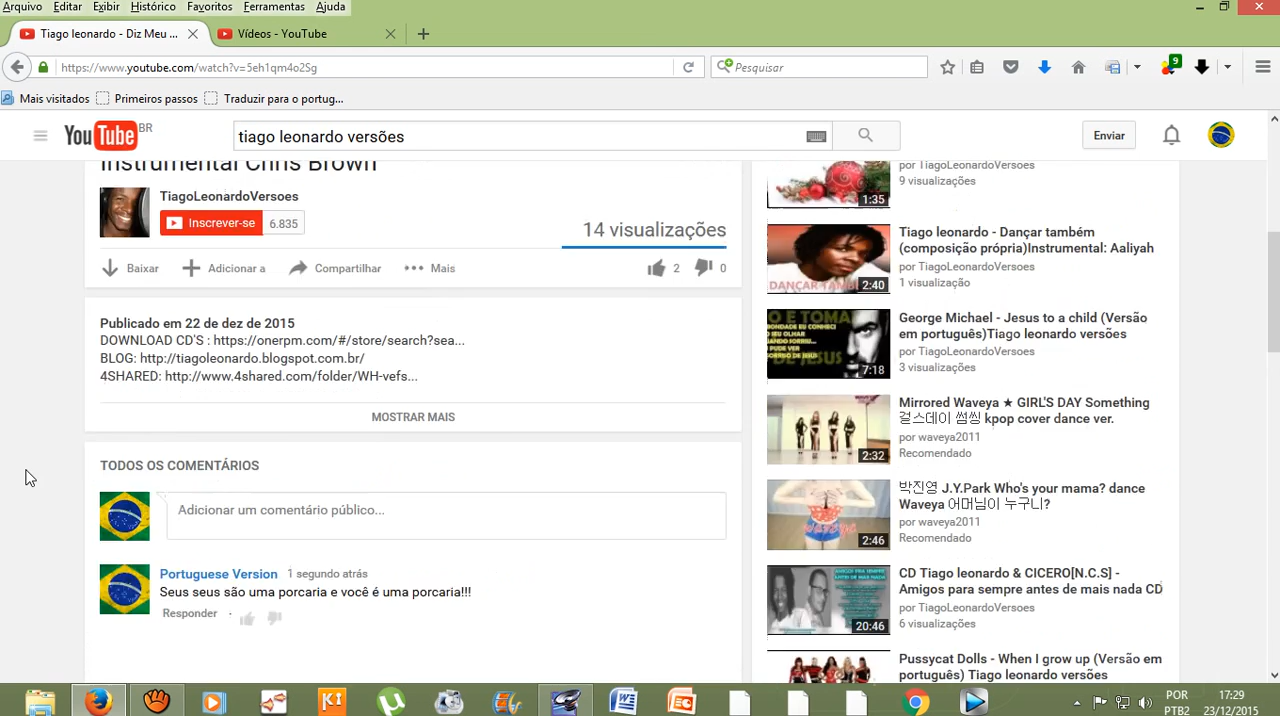 Arquivo Editar Exibir Histórico Favoritos Ferramentas Ajuda
Tiago leonardo - Diz Meu ... Vídeos - YouTube
https://www.youtube.com/watch?v=5eh1qm4o2Sg Pesquisar 9
Mais visitados Primeiros passos Traduzir para o portug...
YouTube BR tiago leonardo versões Enviar
Instrumental Chris Brown
TiagoLeonardoVersoes
Inscrever-se 6.835
14 visualizações
Baixar Adicionar a Compartilhar Mais 2 0
Publicado em 22 de dez de 2015
DOWNLOAD CD'S : https://onerpm.com/#/store/search?sea...
BLOG: http://tiagoleonardo.blogspot.com.br/
4SHARED: http://www.4shared.com/folder/WH-vefs...
MOSTRAR MAIS
TODOS OS COMENTÁRIOS
Adicionar um comentário público...
Portuguese Version 1 segundo atrás
Seus seus são uma porcaria e você é uma porcaria!!!
Responder
por TiagoLeonardoVersoes
9 visualizações
1:35
Tiago leonardo - Dançar também
(composição própria)Instrumental: Aaliyah
por TiagoLeonardoVersoes
1 visualização
DANÇAR TAMBÉM
2:40
George Michael - Jesus to a child (Versão
em português)Tiago leonardo versões
por TiagoLeonardoVersoes
3 visualizações
7:18
Mirrored Waveya ★ GIRL'S DAY Something
걸스데이 썸씽 kpop cover dance ver.
por waveya2011
Recomendado
2:32
박진영 J.Y.Park Who's your mama? dance
Waveya 어머님이 누구니?
por waveya2011
Recomendado
2:46
CD Tiago leonardo & CICERO[N.C.S] -
Amigos para sempre antes de mais nada CD
por TiagoLeonardoVersoes
6 visualizações
20:46
Pussycat Dolls - When I grow up (Versão em
português) Tiago leonardo versões
POR
PTB2
17:29
23/12/2015